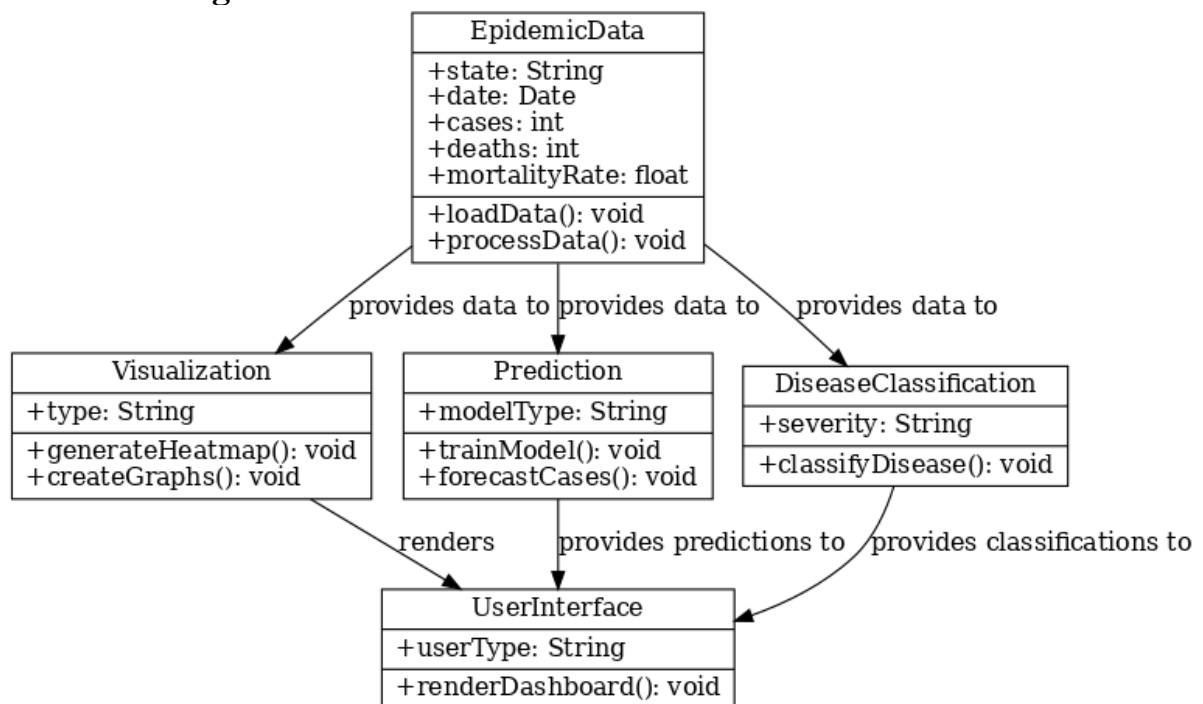 EpidemicData
+state: String
+date: Date
+cases: int
+deaths: int
+mortalityRate: float
+loadData(): void
+processData(): void
provides data to
provides data to
provides data to
Visualization
+type: String
+generateHeatmap(): void
+createGraphs(): void
Prediction
+modelType: String
+trainModel(): void
+forecastCases(): void
DiseaseClassification
+severity: String
+classifyDisease(): void
renders
provides predictions to
provides classifications to
UserInterface
+userType: String
+renderDashboard(): void